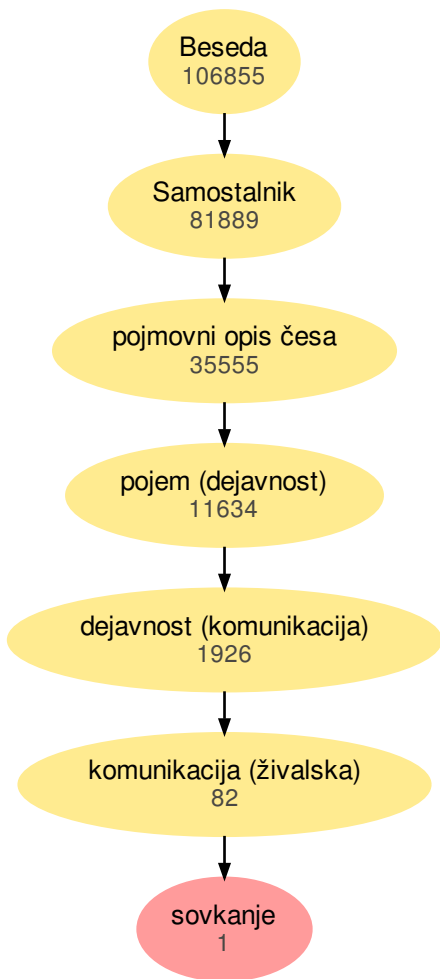 Beseda
106855
Samostalnik
81889
pojmovni opis česa
35555
pojem (dejavnost)
11634
dejavnost (komunikacija)
1926
komunikacija (živalska)
82
sovkanje
1